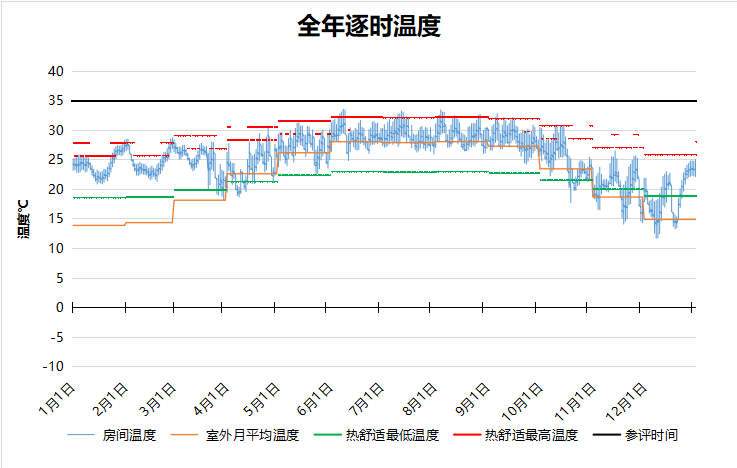 全年逐时温度
40
35
30
25
20
15
10
5
0
-5
-10
温度℃
1月1日
2月1日
3月1日
4月1日
5月1日
6月1日
7月1日
8月1日
9月1日
10月1日
11月1日
12月1日
房间温度 室外月平均温度 热舒适最低温度 热舒适最高温度 参评时间